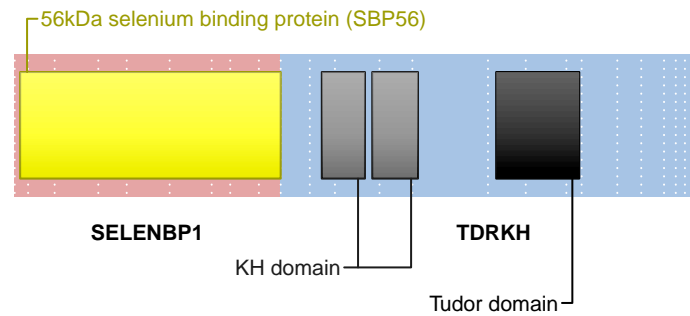 56kDa selenium binding protein (SBP56)
SELENBP1
TDRKH
KH domain
Tudor domain